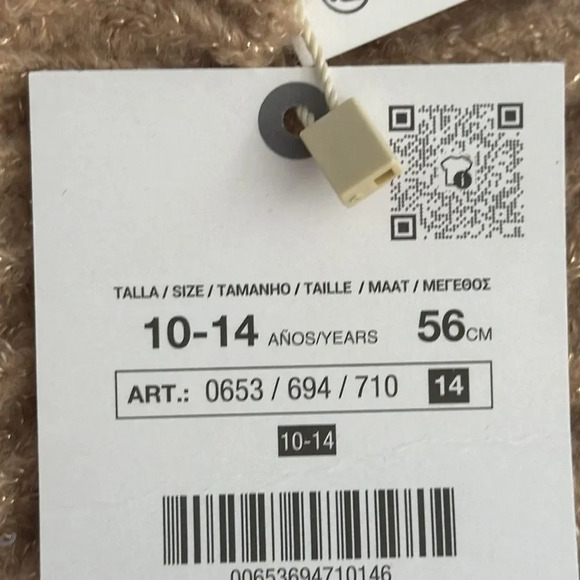 TALLA / SIZE / TAMANHO / TAILLE / MAAT / ΜΕΓΕΘΟΣ
10-14 AÑOS/YEARS 56CM
ART.: 0653 / 694 / 710 14
10-14
00653694710146